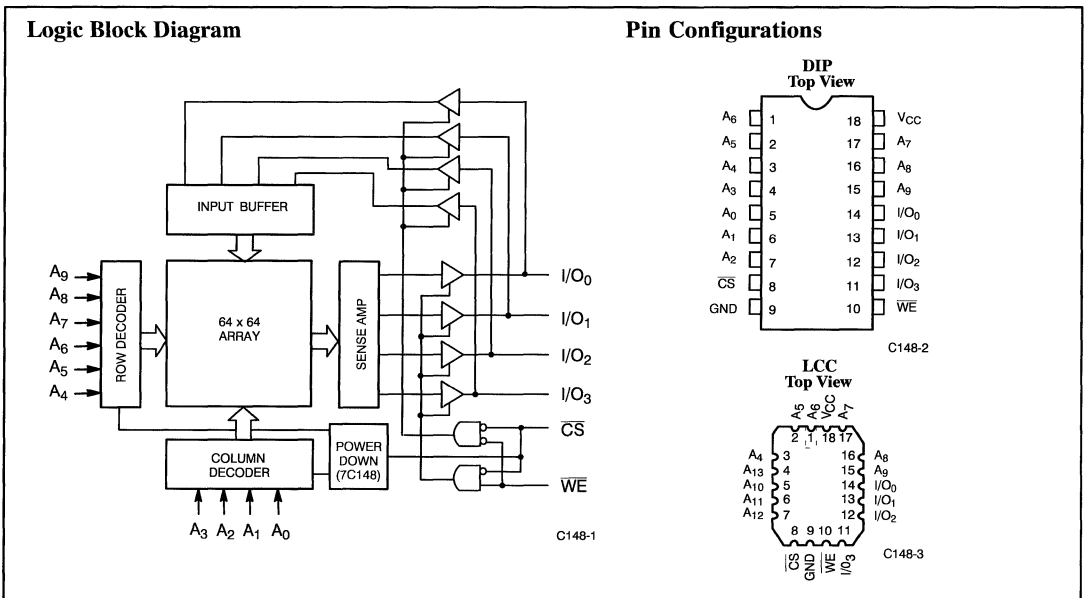 Logic Block Diagram
INPUT BUFFER
A9
A8
A7
A6
A5
A4
ROW DECODER
64 x 64
ARRAY
SENSE AMP
I/O0
I/O1
I/O2
I/O3
CS
WE
COLUMN
DECODER
POWER
DOWN
(7C148)
A3 A2 A1 A0
C148-1
Pin Configurations
DIP
Top View
A6 1 18 VCC
A5 2 17 A7
A4 3 16 A8
A3 4 15 A9
A0 5 14 I/O0
A1 6 13 I/O1
A2 7 12 I/O2
CS 8 11 I/O3
GND 9 10 WE
C148-2
LCC
Top View
A5 A6 VCC A7
2 1 18 17
A4 3 16 A8
A13 4 15 A9
A10 5 14 I/O0
A11 6 13 I/O1
A12 7 12 I/O2
8 9 10 11
CS GND WE I/O3
C148-3